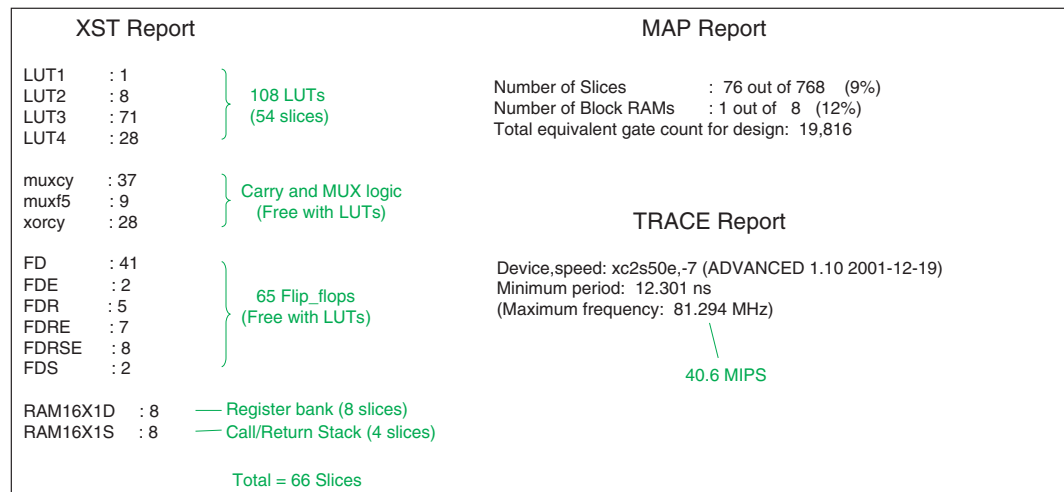 XST Report
LUT1 : 1
LUT2 : 8
LUT3 : 71
LUT4 : 28
108 LUTs
(54 slices)
muxcy : 37
muxf5 : 9
xorcy : 28
Carry and MUX logic
(Free with LUTs)
FD : 41
FDE : 2
FDR : 5
FDRE : 7
FDRSE : 8
FDS : 2
65 Flip_flops
(Free with LUTs)
RAM16X1D : 8
Register bank (8 slices)
RAM16X1S : 8
Call/Return Stack (4 slices)
Total = 66 Slices
MAP Report
Number of Slices : 76 out of 768 (9%)
Number of Block RAMs : 1 out of 8 (12%)
Total equivalent gate count for design: 19,816
TRACE Report
Device,speed: xc2s50e,-7 (ADVANCED 1.10 2001-12-19)
Minimum period: 12.301 ns
(Maximum frequency: 81.294 MHz)
40.6 MIPS